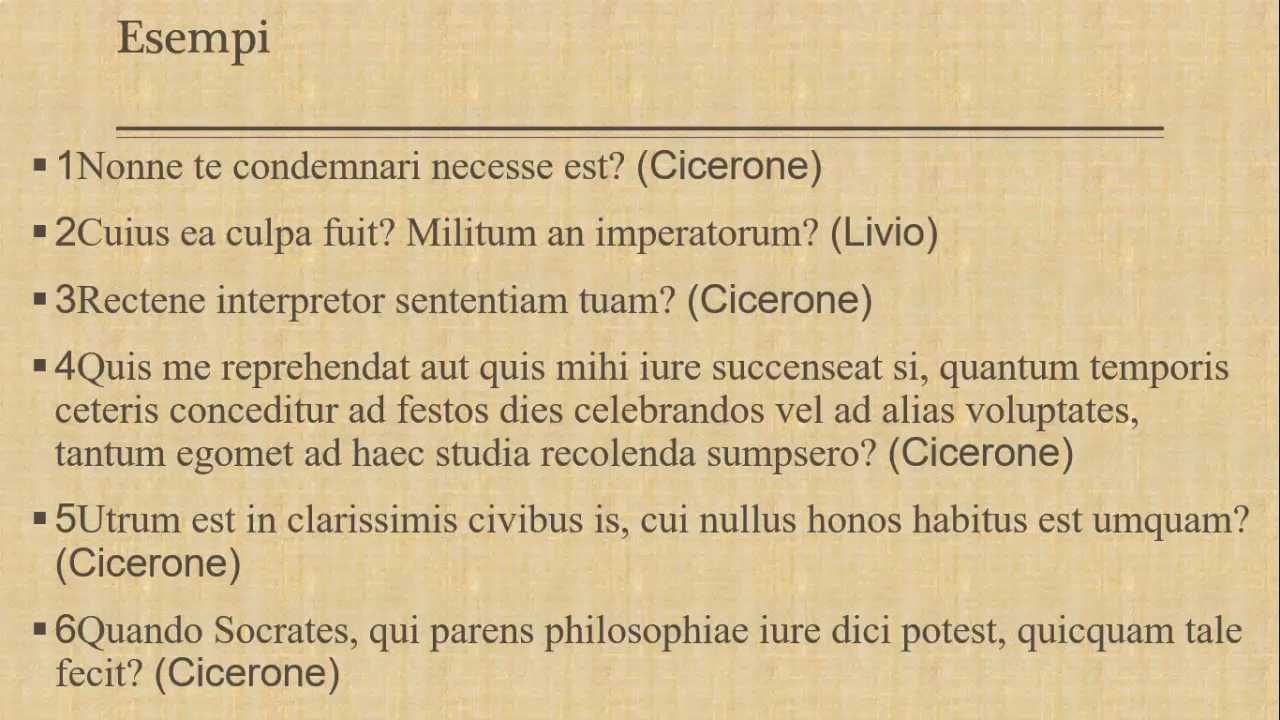 Esempi
▪ 1Nonne te condemnari necesse est? (Cicerone)
▪ 2Cuius ea culpa fuit? Militum an imperatorum? (Livio)
▪ 3Rectene interpretor sententiam tuam? (Cicerone)
▪ 4Quis me reprehendat aut quis mihi iure succenseat si, quantum temporis
ceteris conceditur ad festos dies celebrandos vel ad alias voluptates,
tantum egomet ad haec studia recolenda sumpsero? (Cicerone)
▪ 5Utrum est in clarissimis civibus is, cui nullus honos habitus est umquam?
(Cicerone)
▪ 6Quando Socrates, qui parens philosophiae iure dici potest, quicquam tale
fecit? (Cicerone)